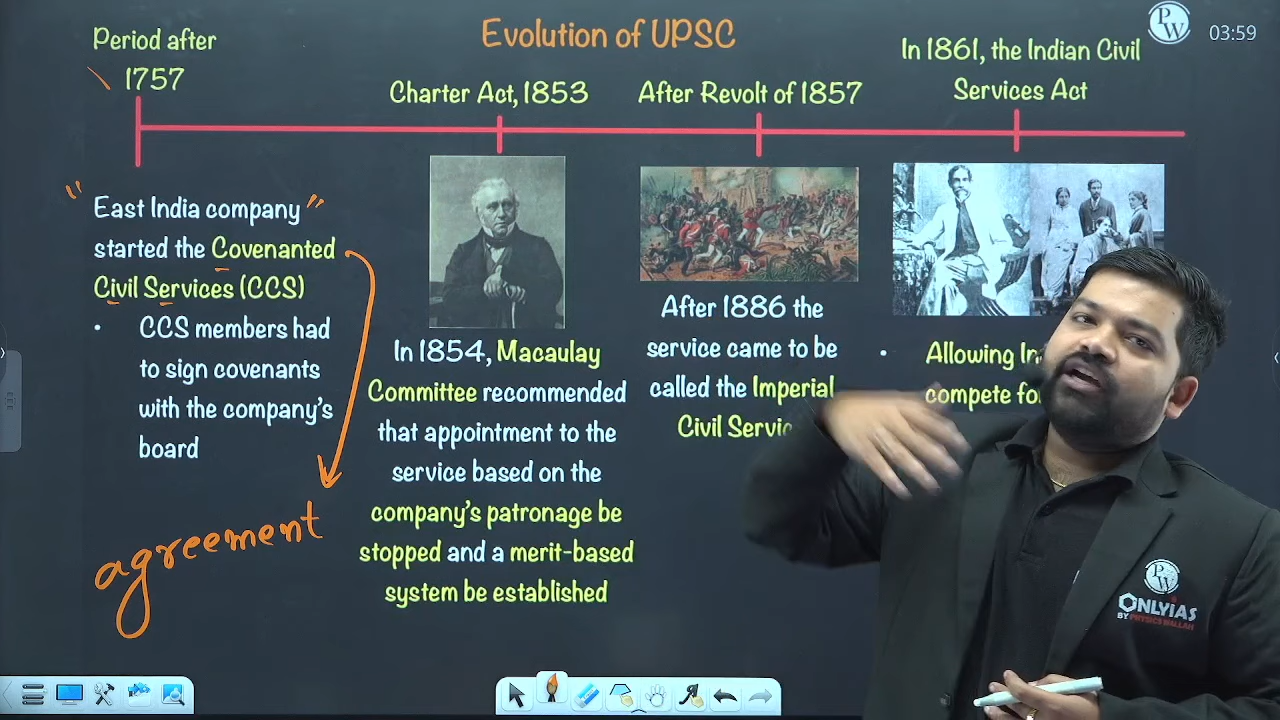 Evolution of UPSC
PW
03:59
Period after
1757
East India company
started the Covenanted
Civil Services (CCS)
• CCS members had
to sign covenants
with the company's
board
agreement
Charter Act, 1853
In 1854, Macaulay
Committee recommended
that appointment to the
service based on the
company's patronage be
stopped and a merit-based
system be established
After Revolt of 1857
After 1886 the
service came to be
called the Imperial
Civil
In 1861, the Indian Civil
Services Act
• Allowing
compete
PW
ONLYIAS
BY PHYSICS WALLAH